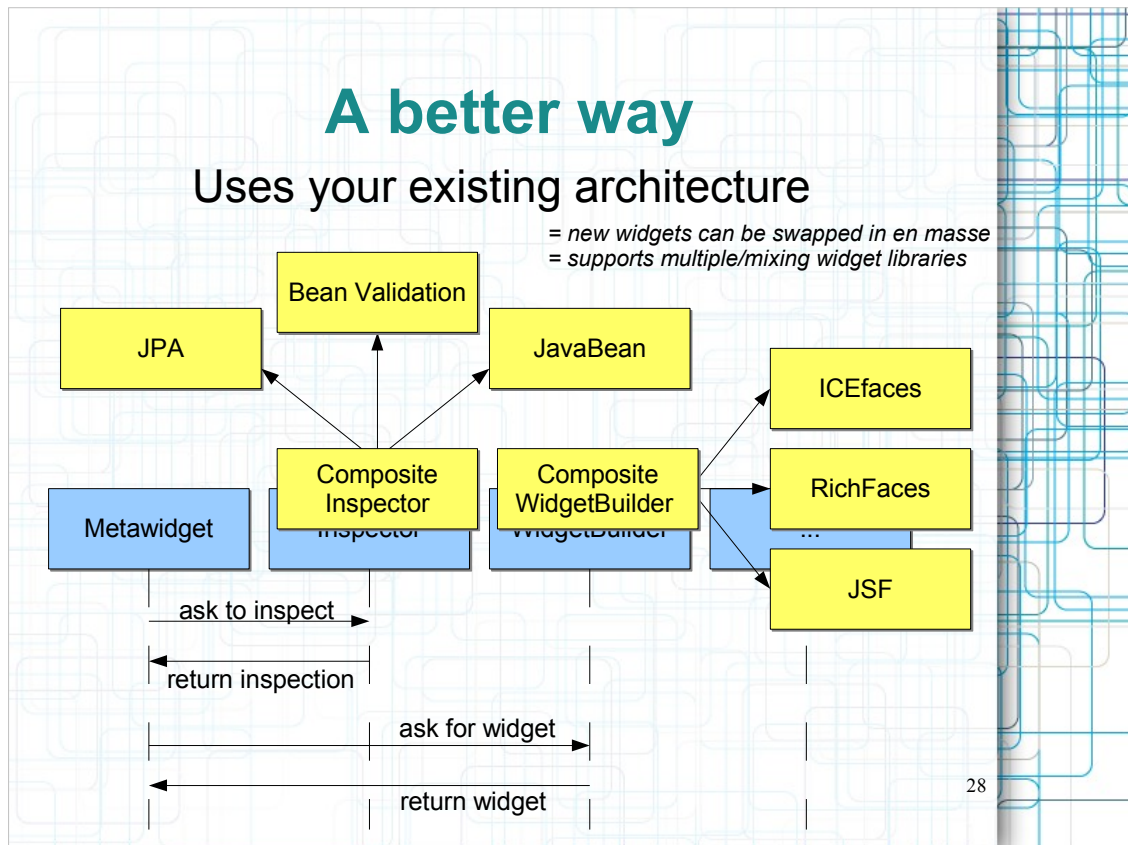 A better way
Uses your existing architecture
= new widgets can be swapped in en masse
= supports multiple/mixing widget libraries
Bean Validation
JPA
JavaBean
ICEfaces
Composite
Inspector
Composite
WidgetBuilder
RichFaces
Metawidget
Inspector
WidgetBuilder
...
JSF
ask to inspect
return inspection
ask for widget
return widget
28